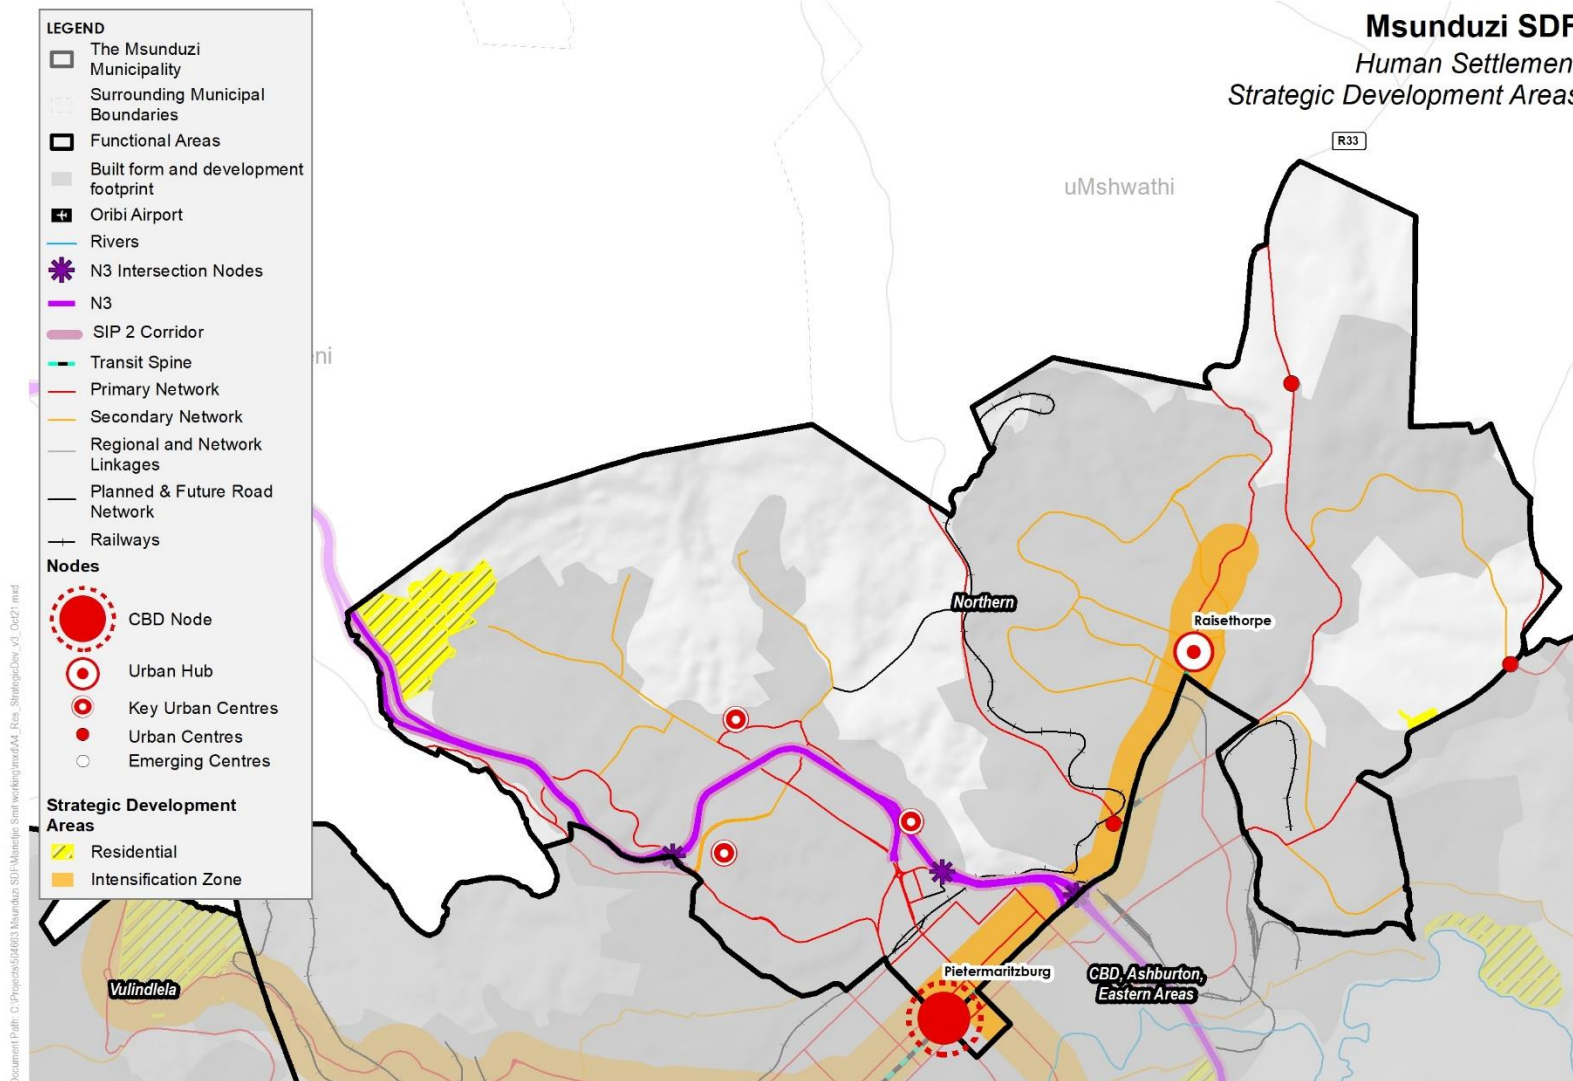 LEGEND
The Msunduzi
Municipality
Surrounding Municipal
Boundaries
Functional Areas
Built form and development
footprint
Oribi Airport
Rivers
N3 Intersection Nodes
N3
SIP 2 Corridor
Transit Spine
Primary Network
Secondary Network
Regional and Network
Linkages
Planned & Future Road
Network
Railways
Nodes
CBD Node
Urban Hub
Key Urban Centres
Urban Centres
Emerging Centres
Strategic Development
Areas
Residential
Intensification Zone
Msunduzi SDF
Human Settlemen
Strategic Development Areas
R33
uMshwathi
ni
Northern
Raisethorpe
Pietermaritzburg
CBD, Ashburton,
Eastern Areas
Vulindlela